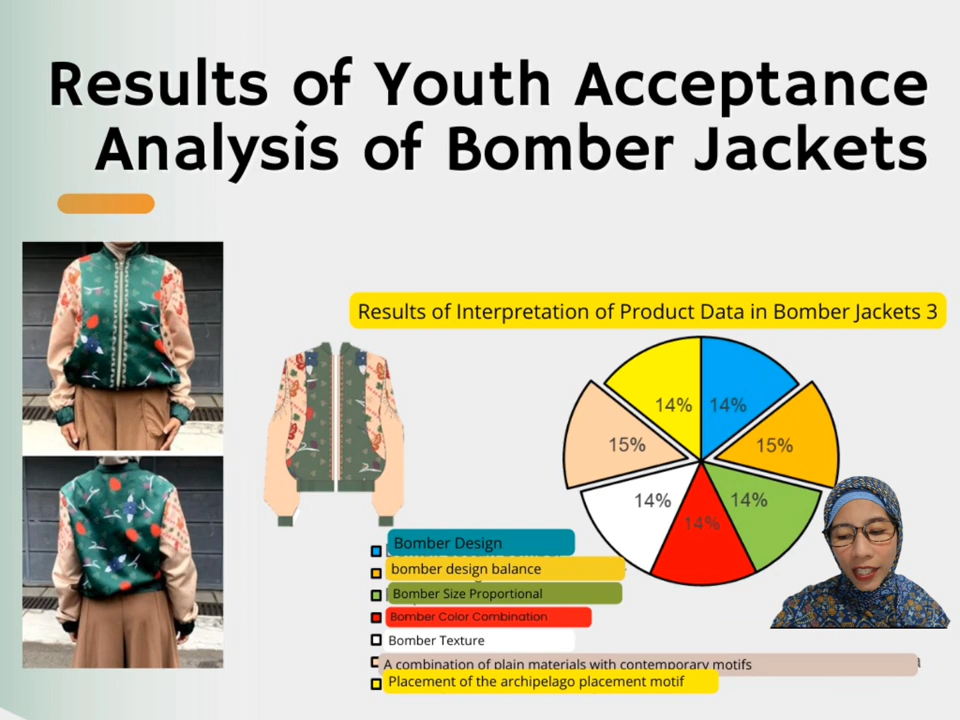 Results of Youth Acceptance
Analysis of Bomber Jackets
Results of Interpretation of Product Data in Bomber Jackets 3
14%
14%
15%
15%
14%
14%
14%
Bomber Design
bomber design balance
Bomber Size Proportional
Bomber Color Combination
Bomber Texture
A combination of plain materials with contemporary motifs
Placement of the archipelago placement motif